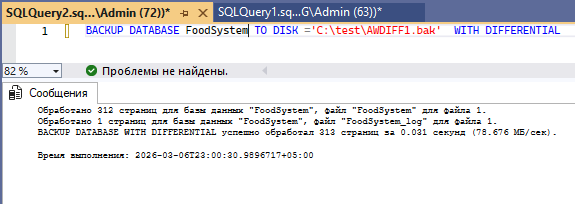 SQLQuery2.sq...\Admin (72))*
SQLQuery1.sq...G\Admin (63))*
1 BACKUP DATABASE FoodSystem TO DISK ='C:\test\AWDIFF1.bak' WITH DIFFERENTIAL
82 %
Проблемы не найдены.
Сообщения
Обработано 312 страниц для базы данных "FoodSystem", файл "FoodSystem" для файла 1.
Обработано 1 страниц для базы данных "FoodSystem", файл "FoodSystem_log" для файла 1.
BACKUP DATABASE WITH DIFFERENTIAL успешно обработал 313 страниц за 0.031 секунд (78.676 МБ/сек).
Время выполнения: 2026-03-06T23:00:30.9896717+05:00